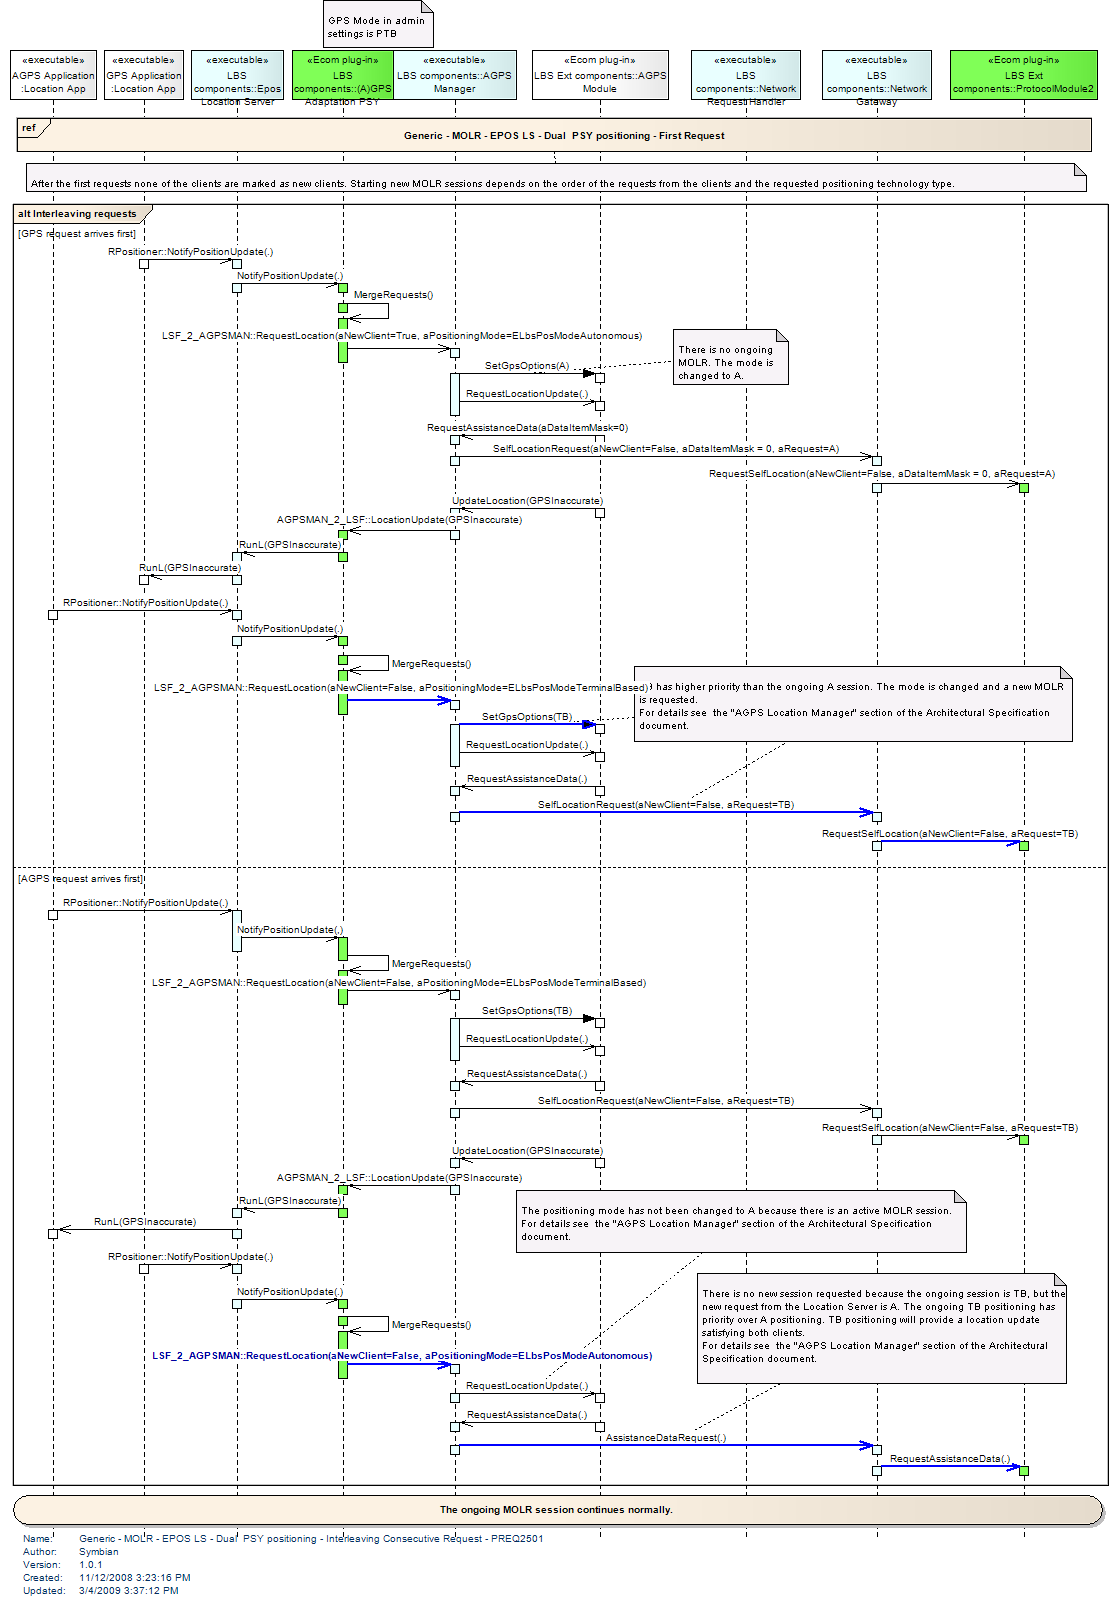 GPS Mode in admin
settings is PTB
«executable»
AGPS Application
:Location App
«executable»
GPS Application
:Location App
«executable»
LBS
components::Epos
Location Server
«Ecom plug-in»
LBS
components::(A)GPS
Adaptation PSY
«executable»
LBS components::AGPS
Manager
«Ecom plug-in»
LBS Ext components::AGPS
Module
«executable»
LBS
components::Network
Request Handler
«executable»
LBS
components::Network
Gateway
«Ecom plug-in»
LBS Ext
components::ProtocolModule2
ref
Generic - MOLR - EPOS LS - Dual  PSY positioning - First Request
After the first requests none of the clients are marked as new clients. Starting new MOLR sessions depends on the order of the requests from the clients and the requested positioning technology type.
alt Interleaving requests
[GPS request arrives first]
RPositioner::NotifyPositionUpdate(.)
NotifyPositionUpdate(.)
MergeRequests()
LSF_2_AGPSMAN::RequestLocation(aNewClient=True, aPositioningMode=ELbsPosModeAutonomous)
There is no ongoing
MOLR. The mode is
changed to A.
SetGpsOptions(A)
RequestLocationUpdate(.)
RequestAssistanceData(aDataItemMask=0)
SelfLocationRequest(aNewClient=False, aDataItemMask = 0, aRequest=A)
RequestSelfLocation(aNewClient=False, aDataItemMask = 0, aRequest=A)
UpdateLocation(GPSInaccurate)
AGPSMAN_2_LSF::LocationUpdate(GPSInaccurate)
RunL(GPSInaccurate)
RunL(GPSInaccurate)
RPositioner::NotifyPositionUpdate(.)
NotifyPositionUpdate(.)
MergeRequests()
LSF_2_AGPSMAN::RequestLocation(aNewClient=False, aPositioningMode=ELbsPosModeTerminalBased)
has higher priority than the ongoing A session. The mode is changed and a new MOLR
is requested.
For details see  the "AGPS Location Manager" section of the Architectural Specification
document.
SetGpsOptions(TB)
RequestLocationUpdate(.)
RequestAssistanceData(.)
SelfLocationRequest(aNewClient=False, aRequest=TB)
RequestSelfLocation(aNewClient=False, aRequest=TB)
[AGPS request arrives first]
RPositioner::NotifyPositionUpdate(.)
NotifyPositionUpdate(.)
MergeRequests()
LSF_2_AGPSMAN::RequestLocation(aNewClient=False, aPositioningMode=ELbsPosModeTerminalBased)
SetGpsOptions(TB)
RequestLocationUpdate(.)
RequestAssistanceData(.)
SelfLocationRequest(aNewClient=False, aRequest=TB)
RequestSelfLocation(aNewClient=False, aRequest=TB)
UpdateLocation(GPSInaccurate)
AGPSMAN_2_LSF::LocationUpdate(GPSInaccurate)
RunL(GPSInaccurate)
RunL(GPSInaccurate)
The positioning mode has not been changed to A because there is an active MOLR session.
For details see  the "AGPS Location Manager" section of the Architectural Specification
document.
RPositioner::NotifyPositionUpdate(.)
NotifyPositionUpdate(.)
There is no new session requested because the ongoing session is TB, but the
new request from the Location Server is A. The ongoing TB positioning has
priority over A positioning. TB positioning will provide a location update
satisfying both clients.
For details see  the "AGPS Location Manager" section of the Architectural
Specification document.
MergeRequests()
LSF_2_AGPSMAN::RequestLocation(aNewClient=False, aPositioningMode=ELbsPosModeAutonomous)
RequestLocationUpdate(.)
RequestAssistanceData(.)
AssistanceDataRequest(.)
RequestAssistanceData(.)
The ongoing MOLR session continues normally.
Name: Generic - MOLR - EPOS LS - Dual  PSY positioning - Interleaving Consecutive Request - PREQ2501
Author: Symbian
Version: 1.0.1
Created: 11/12/2008 3:23:16 PM
Updated: 3/4/2009 3:37:12 PM